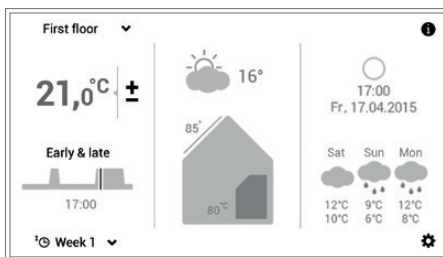 First floor
21,0°C ±
Early & late
17:00
1 Week 1
16°
85°
80°C
17:00
Fr, 17.04.2015
Sat Sun Mon
12°C 9°C 12°C
10°C 6°C 8°C